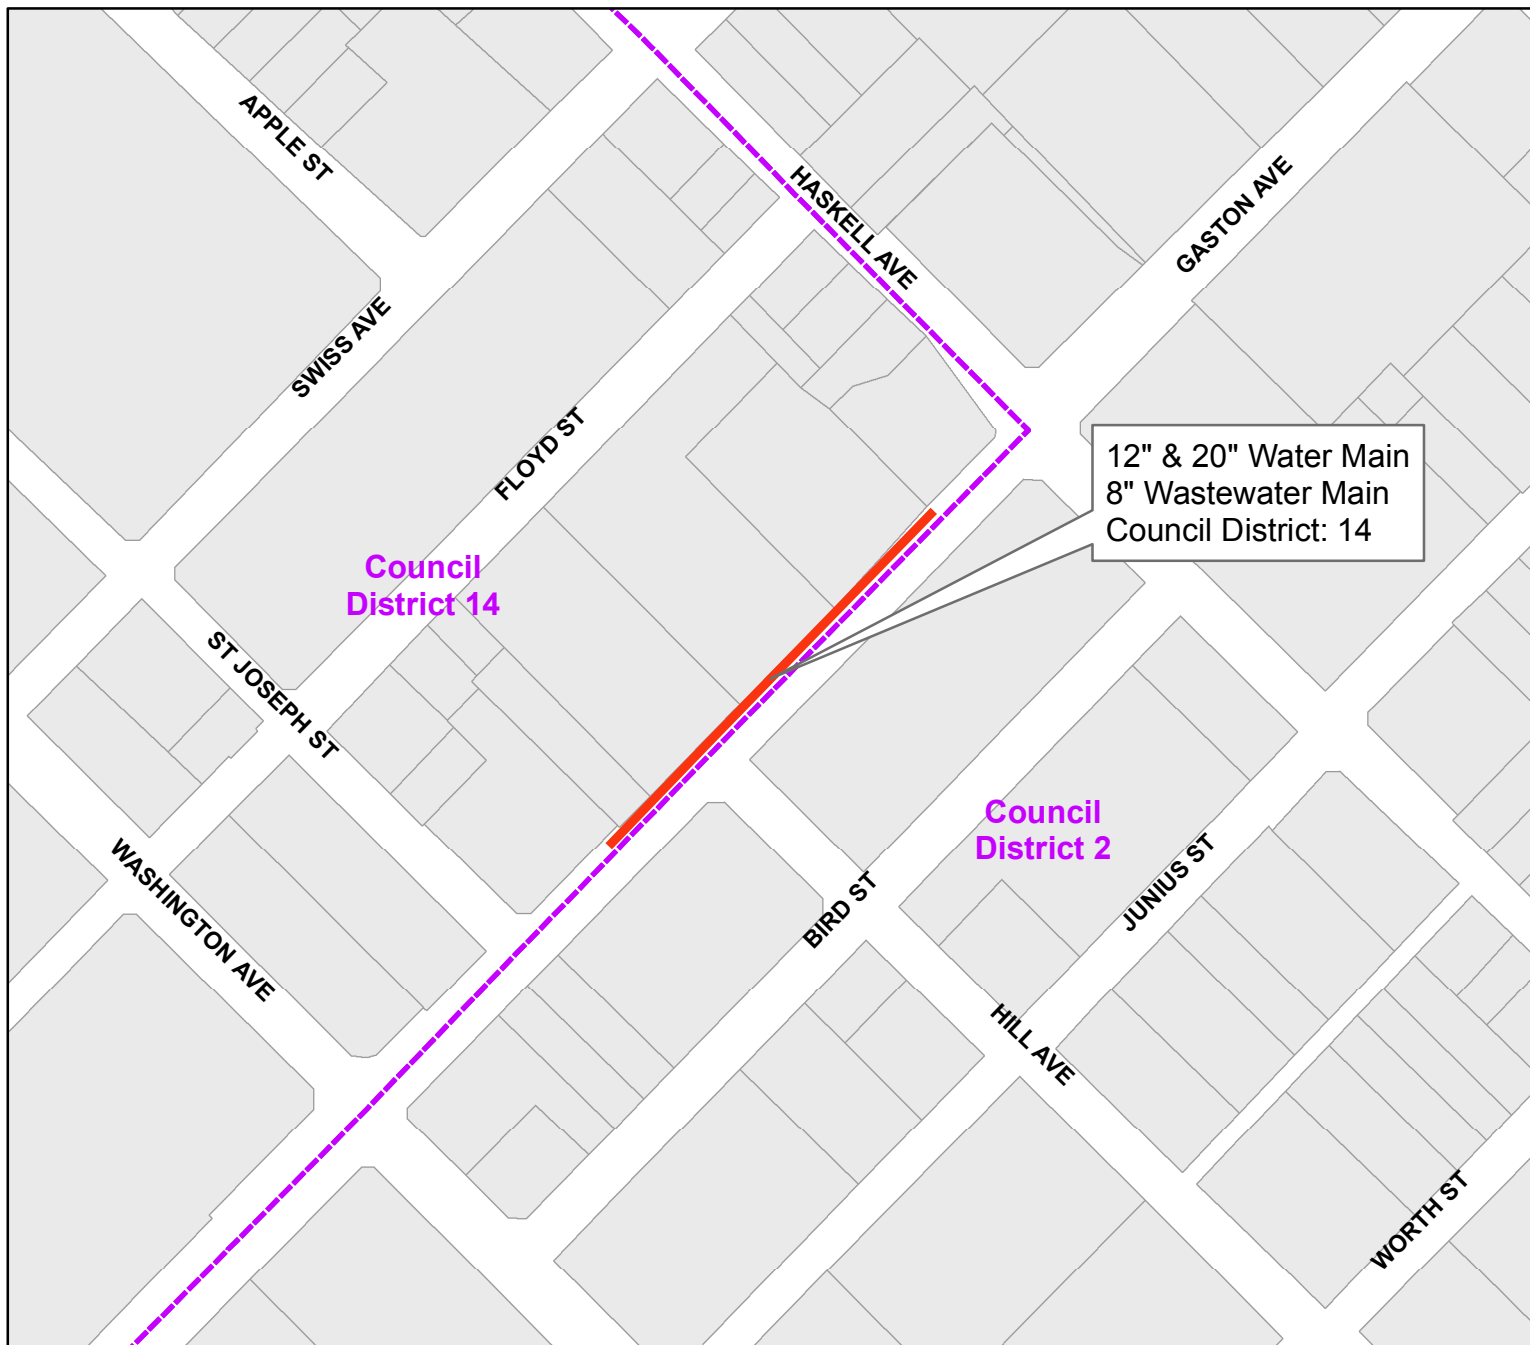 APPLE ST
HASKELL AVE
GASTON AVE
SWISS AVE
FLOYD ST
12" & 20" Water Main
8" Wastewater Main
Council District: 14
Council
District 14
ST JOSEPH ST
Council
District 2
WASHINGTON AVE
BIRD ST
JUNIUS ST
HILL AVE
WORTH ST